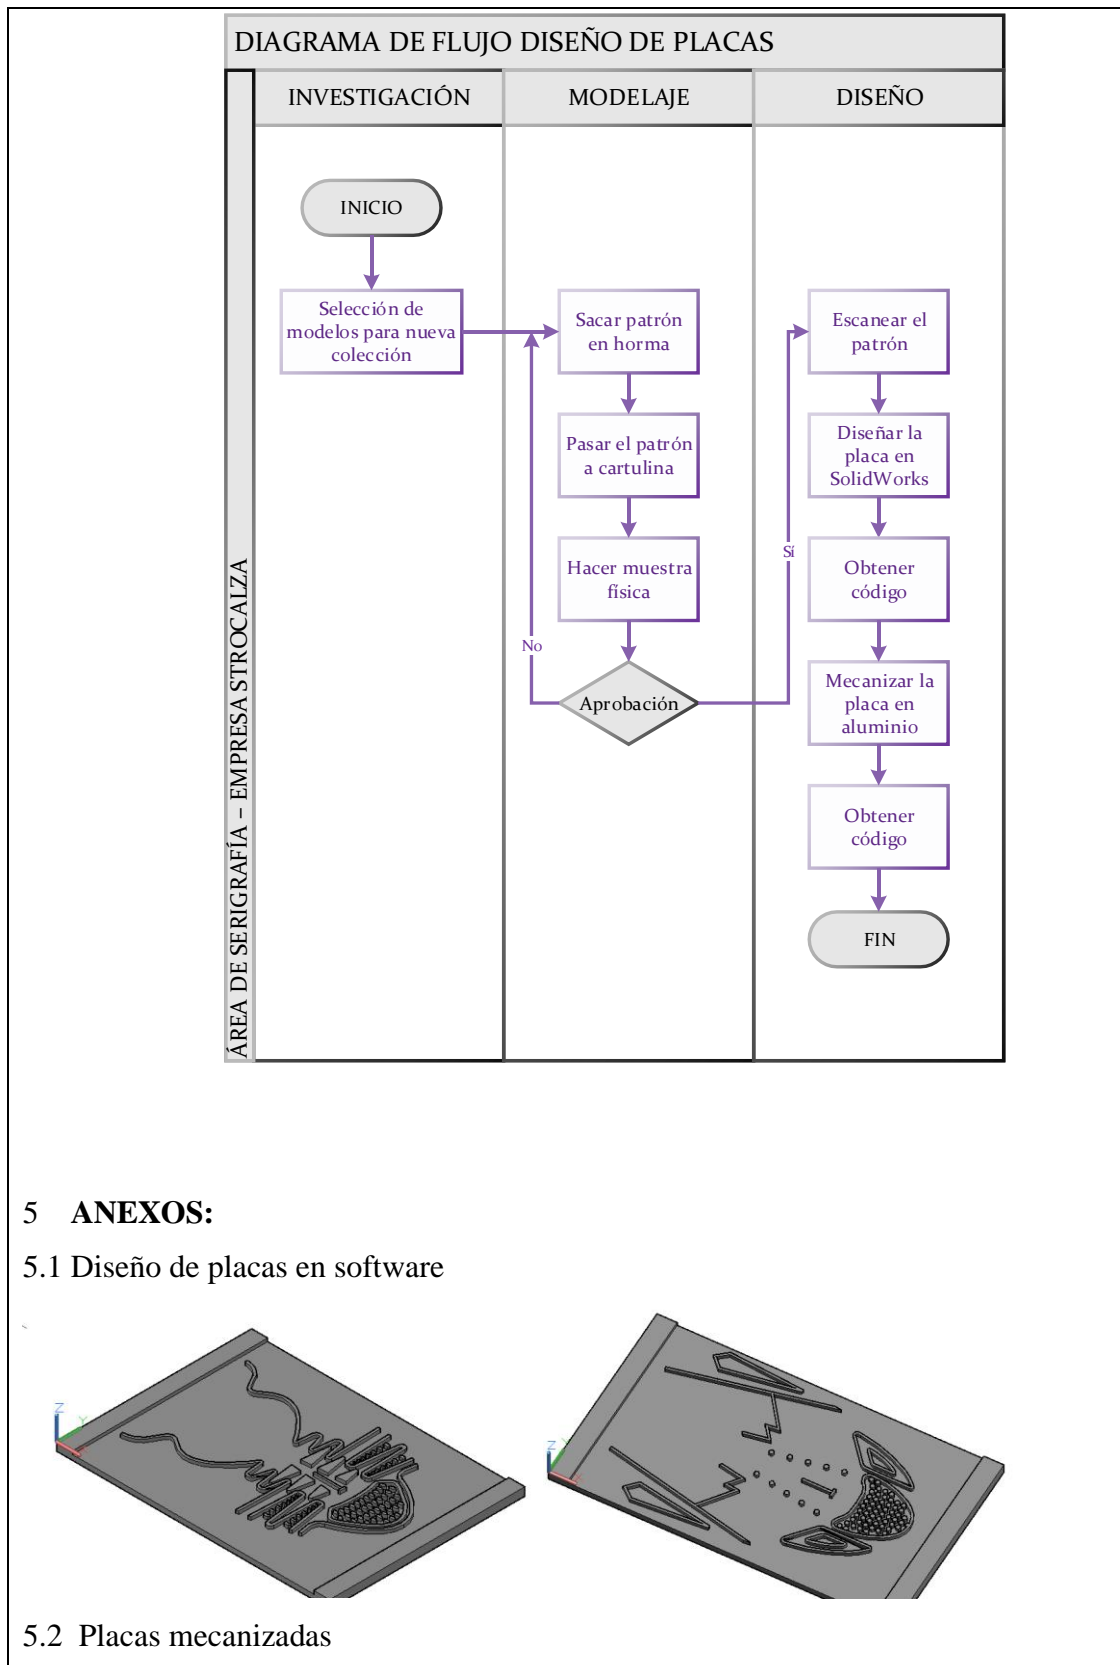 DIAGRAMA DE FLUJO DISEÑO DE PLACAS
ÁREA DE SERIGRAFÍA – EMPRESA STROCALZA
INVESTIGACIÓN
MODELAJE
DISEÑO
INICIO
Selección de
modelos para nueva
colección
Sacar patrón
en horma
Pasar el patrón
a cartulina
Hacer muestra
física
Aprobación
No
Sí
Escanear el
patrón
Diseñar la
placa en
SolidWorks
Obtener
código
Mecanizar la
placa en
aluminio
Obtener
código
FIN
5 ANEXOS:
5.1 Diseño de placas en software
Z
Y
X
Z
Y
X
5.2 Placas mecanizadas